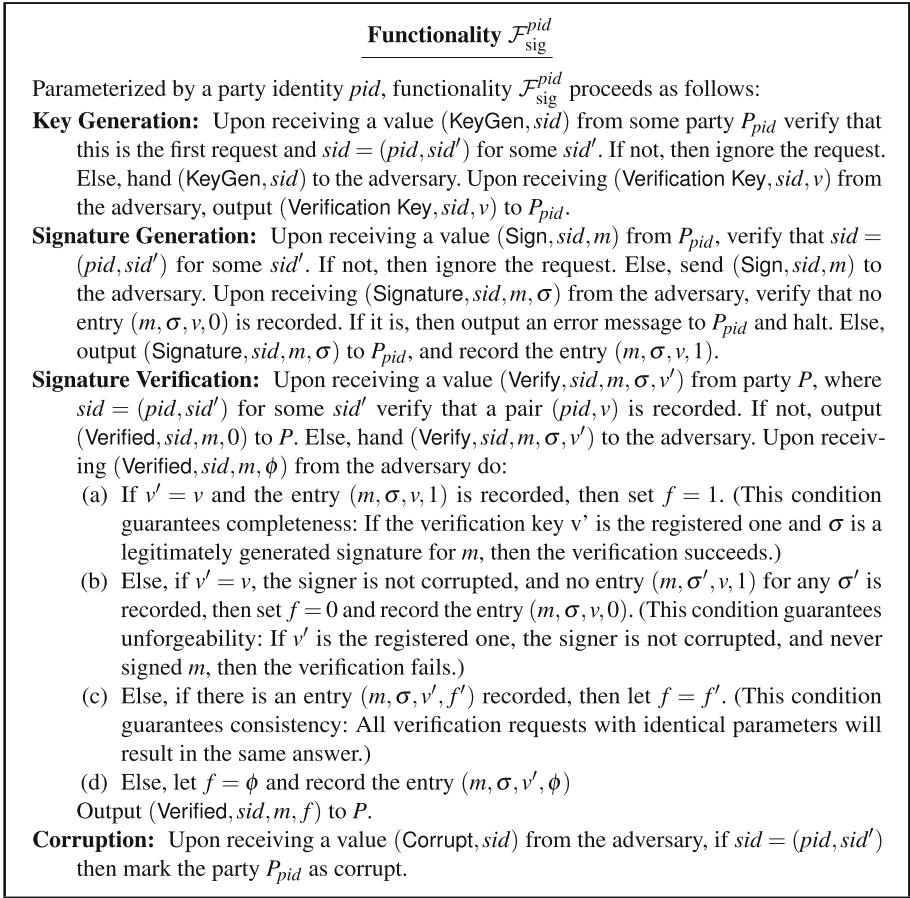 Functionality 𝓕^{pid}_{sig}
Parameterized by a party identity pid, functionality 𝓕^{pid}_{sig} proceeds as follows:
Key Generation: Upon receiving a value (KeyGen, sid) from some party P_{pid} verify that
this is the first request and sid = (pid, sid′) for some sid′. If not, then ignore the request.
Else, hand (KeyGen, sid) to the adversary. Upon receiving (Verification Key, sid, v) from
the adversary, output (Verification Key, sid, v) to P_{pid}.
Signature Generation: Upon receiving a value (Sign, sid, m) from P_{pid}, verify that sid =
(pid, sid′) for some sid′. If not, then ignore the request. Else, send (Sign, sid, m) to
the adversary. Upon receiving (Signature, sid, m, σ) from the adversary, verify that no
entry (m, σ, v, 0) is recorded. If it is, then output an error message to P_{pid} and halt. Else,
output (Signature, sid, m, σ) to P_{pid}, and record the entry (m, σ, v, 1).
Signature Verification: Upon receiving a value (Verify, sid, m, σ, v′) from party P, where
sid = (pid, sid′) for some sid′ verify that a pair (pid, v) is recorded. If not, output
(Verified, sid, m, 0) to P. Else, hand (Verify, sid, m, σ, v′) to the adversary. Upon receiv-
ing (Verified, sid, m, ϕ) from the adversary do:
(a) If v′ = v and the entry (m, σ, v, 1) is recorded, then set f = 1. (This condition
guarantees completeness: If the verification key v' is the registered one and σ is a
legitimately generated signature for m, then the verification succeeds.)
(b) Else, if v′ = v, the signer is not corrupted, and no entry (m, σ′, v, 1) for any σ′ is
recorded, then set f = 0 and record the entry (m, σ, v, 0). (This condition guarantees
unforgeability: If v′ is the registered one, the signer is not corrupted, and never
signed m, then the verification fails.)
(c) Else, if there is an entry (m, σ, v′, f′) recorded, then let f = f′. (This condition
guarantees consistency: All verification requests with identical parameters will
result in the same answer.)
(d) Else, let f = ϕ and record the entry (m, σ, v′, ϕ)
Output (Verified, sid, m, f) to P.
Corruption: Upon receiving a value (Corrupt, sid) from the adversary, if sid = (pid, sid′)
then mark the party P_{pid} as corrupt.